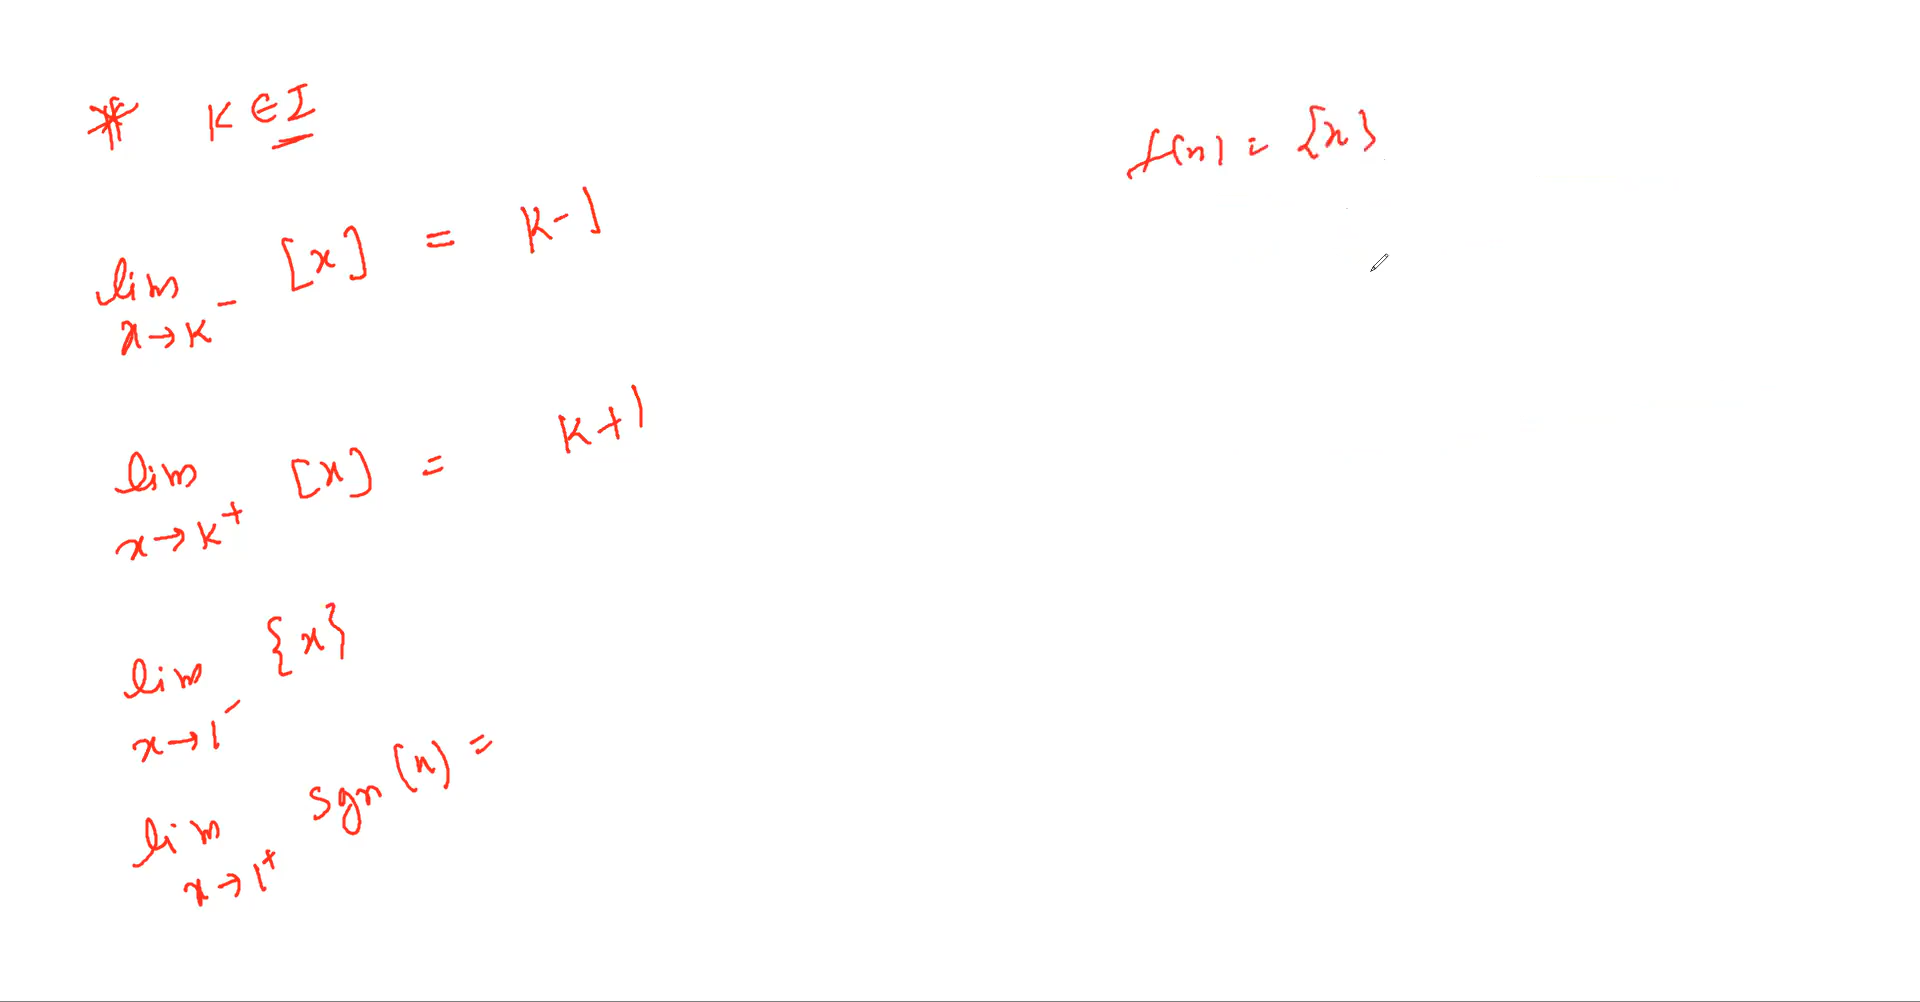 * K ∈ I
lim x→K⁻ [x] = K-1
lim x→K⁺ [x] = K+1
lim x→1⁻ {x}
lim x→1⁺ sgn(x) =
f(x) = {x}